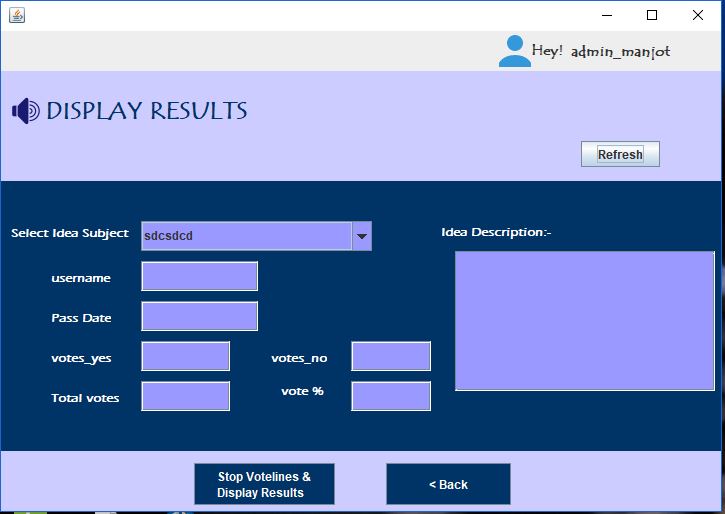 Hey! admin_manjot
DISPLAY RESULTS
Refresh
Select Idea Subject sdcsdcd Idea Description:-
username
Pass Date
votes_yes votes_no
Total votes vote %
Stop Votelines &
Display Results
< Back